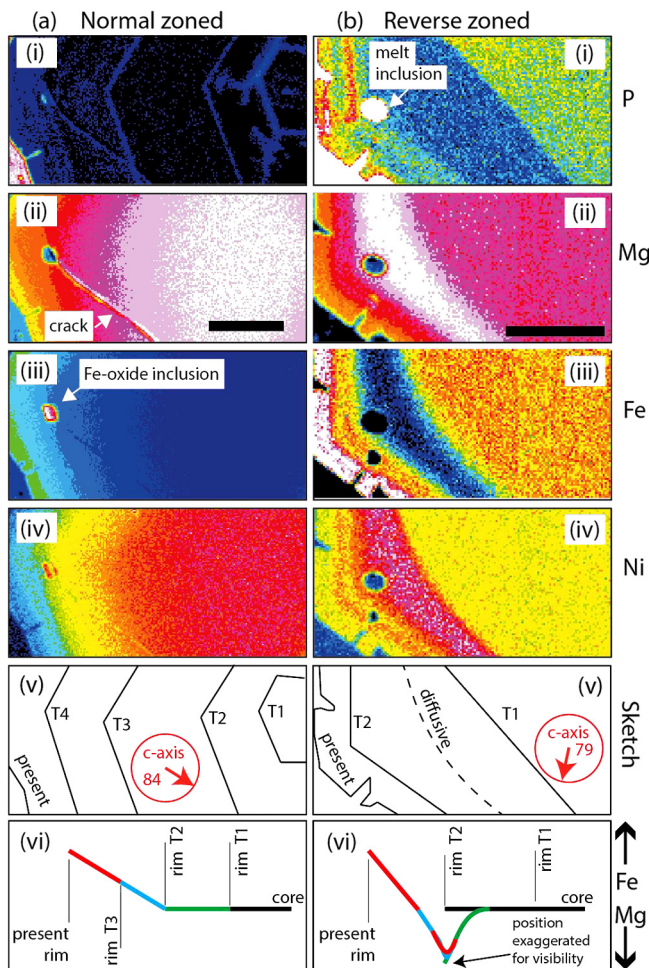 (a) Normal zoned
(b) Reverse zoned
(i)
melt
inclusion
(i)
P
(ii)
crack
(ii)
Mg
(iii)
Fe-oxide inclusion
(iii)
Fe
(iv)
(iv)
Ni
(v)
T4
T3
T2
T1
c-axis
84
present
(v)
T2
diffusive
T1
c-axis
79
present
Sketch
(vi)
rim T2
rim T1
core
present
rim
rim T3
(vi)
rim T2
rim T1
core
present
rim
position
exaggerated
for visibility
Fe
Mg